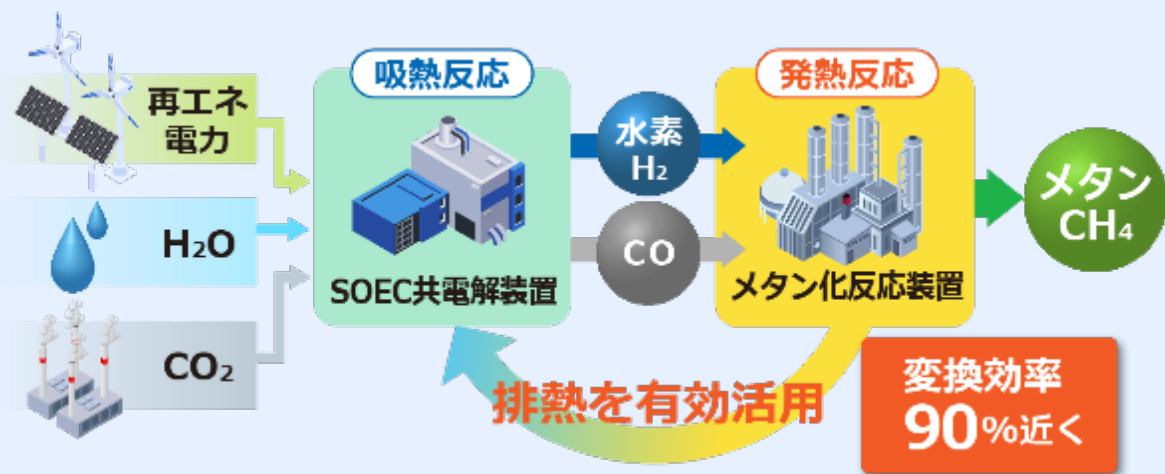 再エネ
電力
H₂O
CO₂
吸熱反応
SOEC共電解装置
水素
H₂
CO
発熱反応
メタン化反応装置
メタン
CH₄
排熱を有効活用
変換効率
90%近く